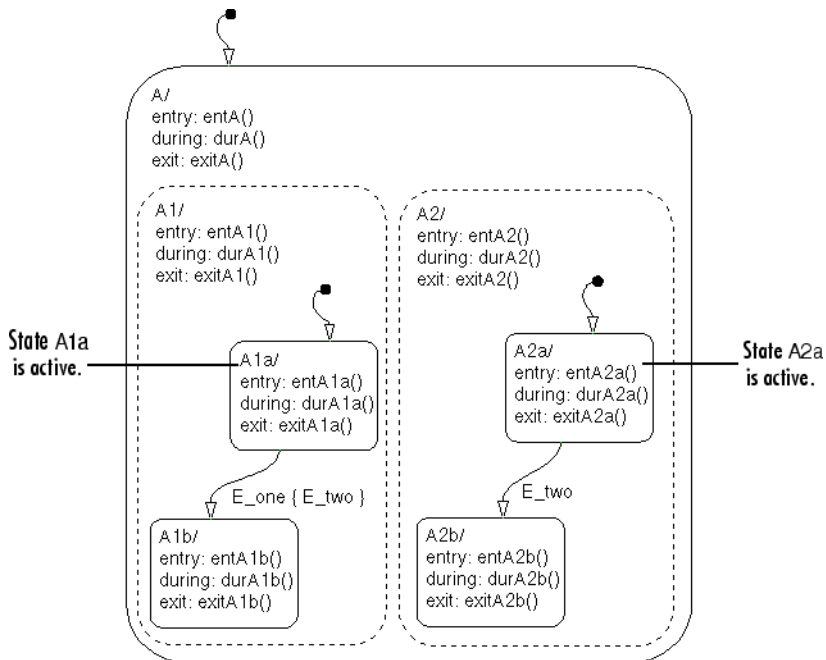 A/
entry: entA()
during: durA()
exit: exitA()
A1/
entry: entA1()
during: durA1()
exit: exitA1()
A2/
entry: entA2()
during: durA2()
exit: exitA2()
State A1a
is active.
A1a/
entry: entA1a()
during: durA1a()
exit: exitA1a()
A2a/
entry: entA2a()
during: durA2a()
exit: exitA2a()
State A2a
is active.
E_one { E_two }
E_two
A1b/
entry: entA1b()
during: durA1b()
exit: exitA1b()
A2b/
entry: entA2b()
during: durA2b()
exit: exitA2b()